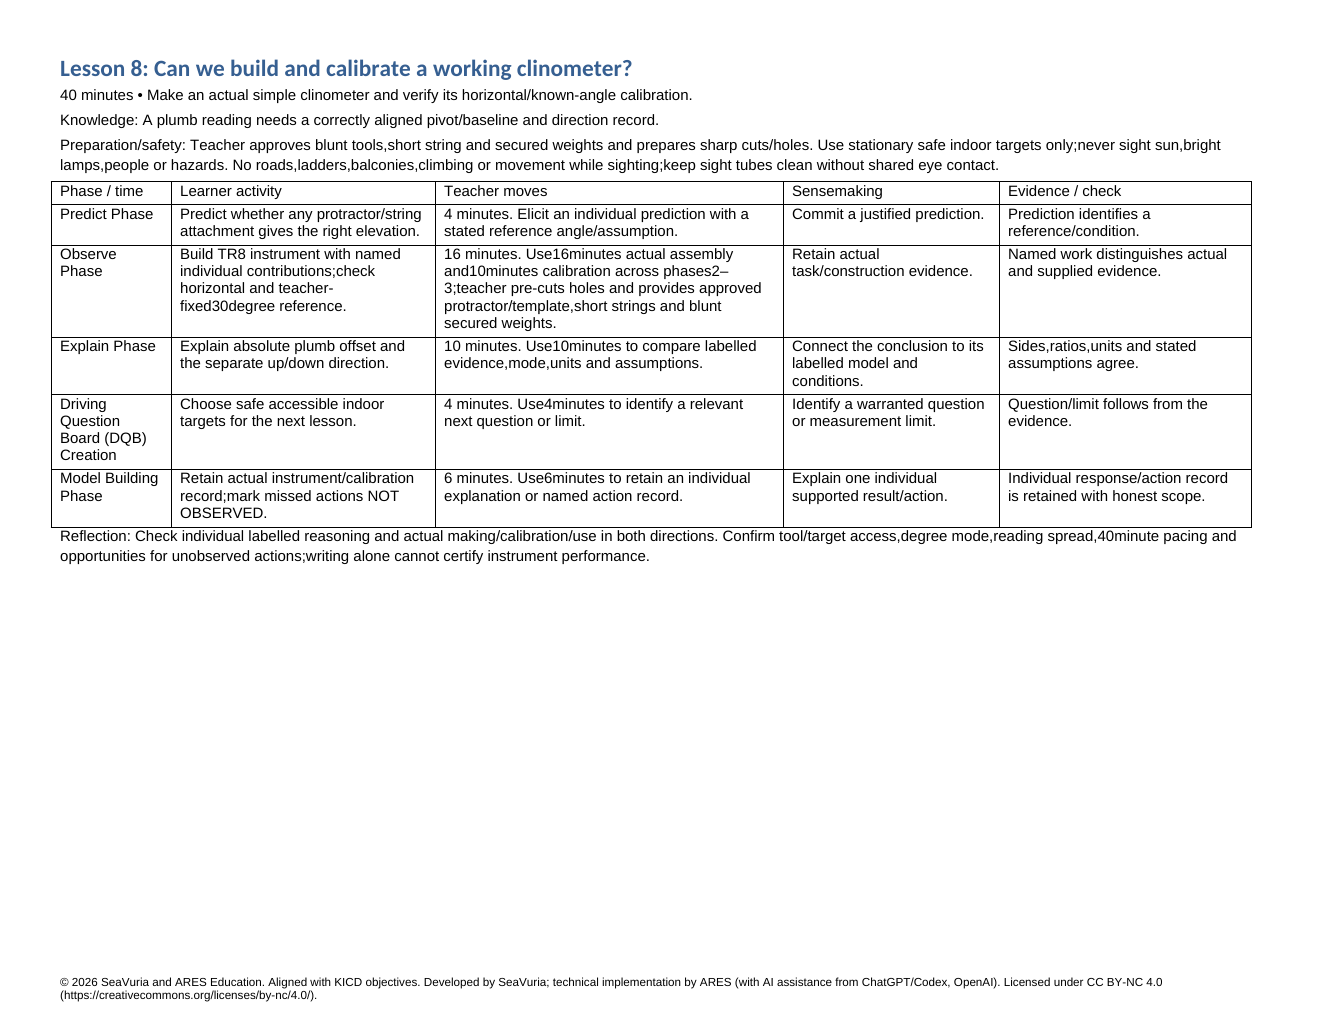 Lesson 8: Can we build and calibrate a working clinometer?
40 minutes • Make an actual simple clinometer and verify its horizontal/known-angle calibration.
Knowledge: A plumb reading needs a correctly aligned pivot/baseline and direction record.
Preparation/safety: Teacher approves blunt tools,short string and secured weights and prepares sharp cuts/holes. Use stationary safe indoor targets only;never sight sun,bright
lamps,people or hazards. No roads,ladders,balconies,climbing or movement while sighting;keep sight tubes clean without shared eye contact.
Phase / time
Learner activity
Teacher moves
Sensemaking
Evidence / check
Predict Phase
Predict whether any protractor/string
attachment gives the right elevation.
4 minutes. Elicit an individual prediction with a
stated reference angle/assumption.
Commit a justified prediction.
Prediction identifies a
reference/condition.
Observe
Phase
Build TR8 instrument with named
individual contributions;check
horizontal and teacher-
fixed30degree reference.
16 minutes. Use16minutes actual assembly
and10minutes calibration across phases2–
3;teacher pre-cuts holes and provides approved
protractor/template,short strings and blunt
secured weights.
Retain actual
task/construction evidence.
Named work distinguishes actual
and supplied evidence.
Explain Phase
Explain absolute plumb offset and
the separate up/down direction.
10 minutes. Use10minutes to compare labelled
evidence,mode,units and assumptions.
Connect the conclusion to its
labelled model and
conditions.
Sides,ratios,units and stated
assumptions agree.
Driving
Question
Board (DQB)
Creation
Choose safe accessible indoor
targets for the next lesson.
4 minutes. Use4minutes to identify a relevant
next question or limit.
Identify a warranted question
or measurement limit.
Question/limit follows from the
evidence.
Model Building
Phase
Retain actual instrument/calibration
record;mark missed actions NOT
OBSERVED.
6 minutes. Use6minutes to retain an individual
explanation or named action record.
Explain one individual
supported result/action.
Individual response/action record
is retained with honest scope.
Reflection: Check individual labelled reasoning and actual making/calibration/use in both directions. Confirm tool/target access,degree mode,reading spread,40minute pacing and
opportunities for unobserved actions;writing alone cannot certify instrument performance.
© 2026 SeaVuria and ARES Education. Aligned with KICD objectives. Developed by SeaVuria; technical implementation by ARES (with AI assistance from ChatGPT/Codex, OpenAI). Licensed under CC BY-NC 4.0
(https://creativecommons.org/licenses/by-nc/4.0/).